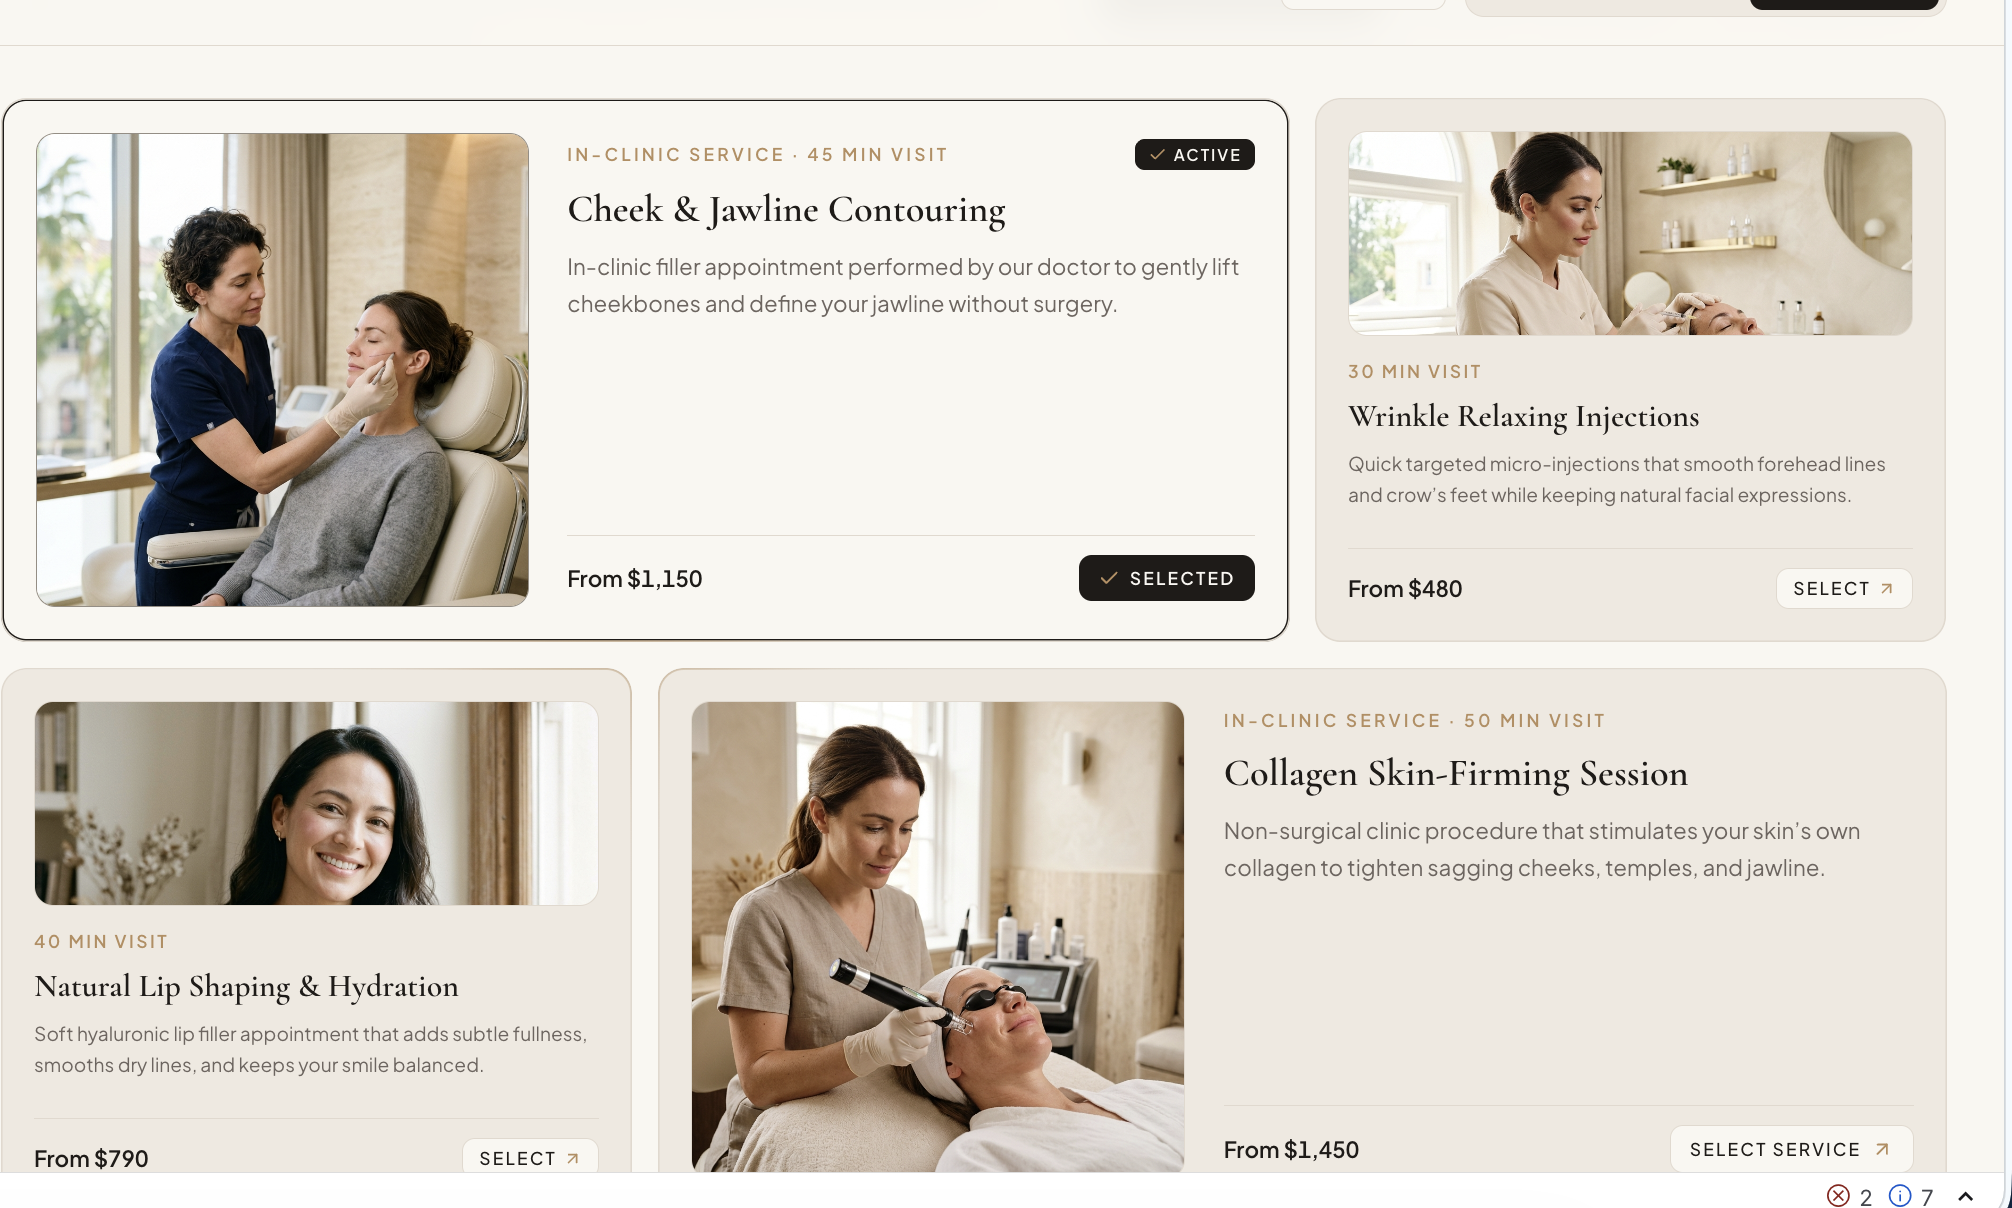 IN-CLINIC SERVICE · 45 MIN VISIT
✓ ACTIVE
Cheek & Jawline Contouring
In-clinic filler appointment performed by our doctor to gently lift
cheekbones and define your jawline without surgery.
From $1,150
✓ SELECTED
30 MIN VISIT
Wrinkle Relaxing Injections
Quick targeted micro-injections that smooth forehead lines
and crow’s feet while keeping natural facial expressions.
From $480
SELECT
40 MIN VISIT
Natural Lip Shaping & Hydration
Soft hyaluronic lip filler appointment that adds subtle fullness,
smooths dry lines, and keeps your smile balanced.
From $790
SELECT
IN-CLINIC SERVICE · 50 MIN VISIT
Collagen Skin-Firming Session
Non-surgical clinic procedure that stimulates your skin’s own
collagen to tighten sagging cheeks, temples, and jawline.
From $1,450
SELECT SERVICE
2
7